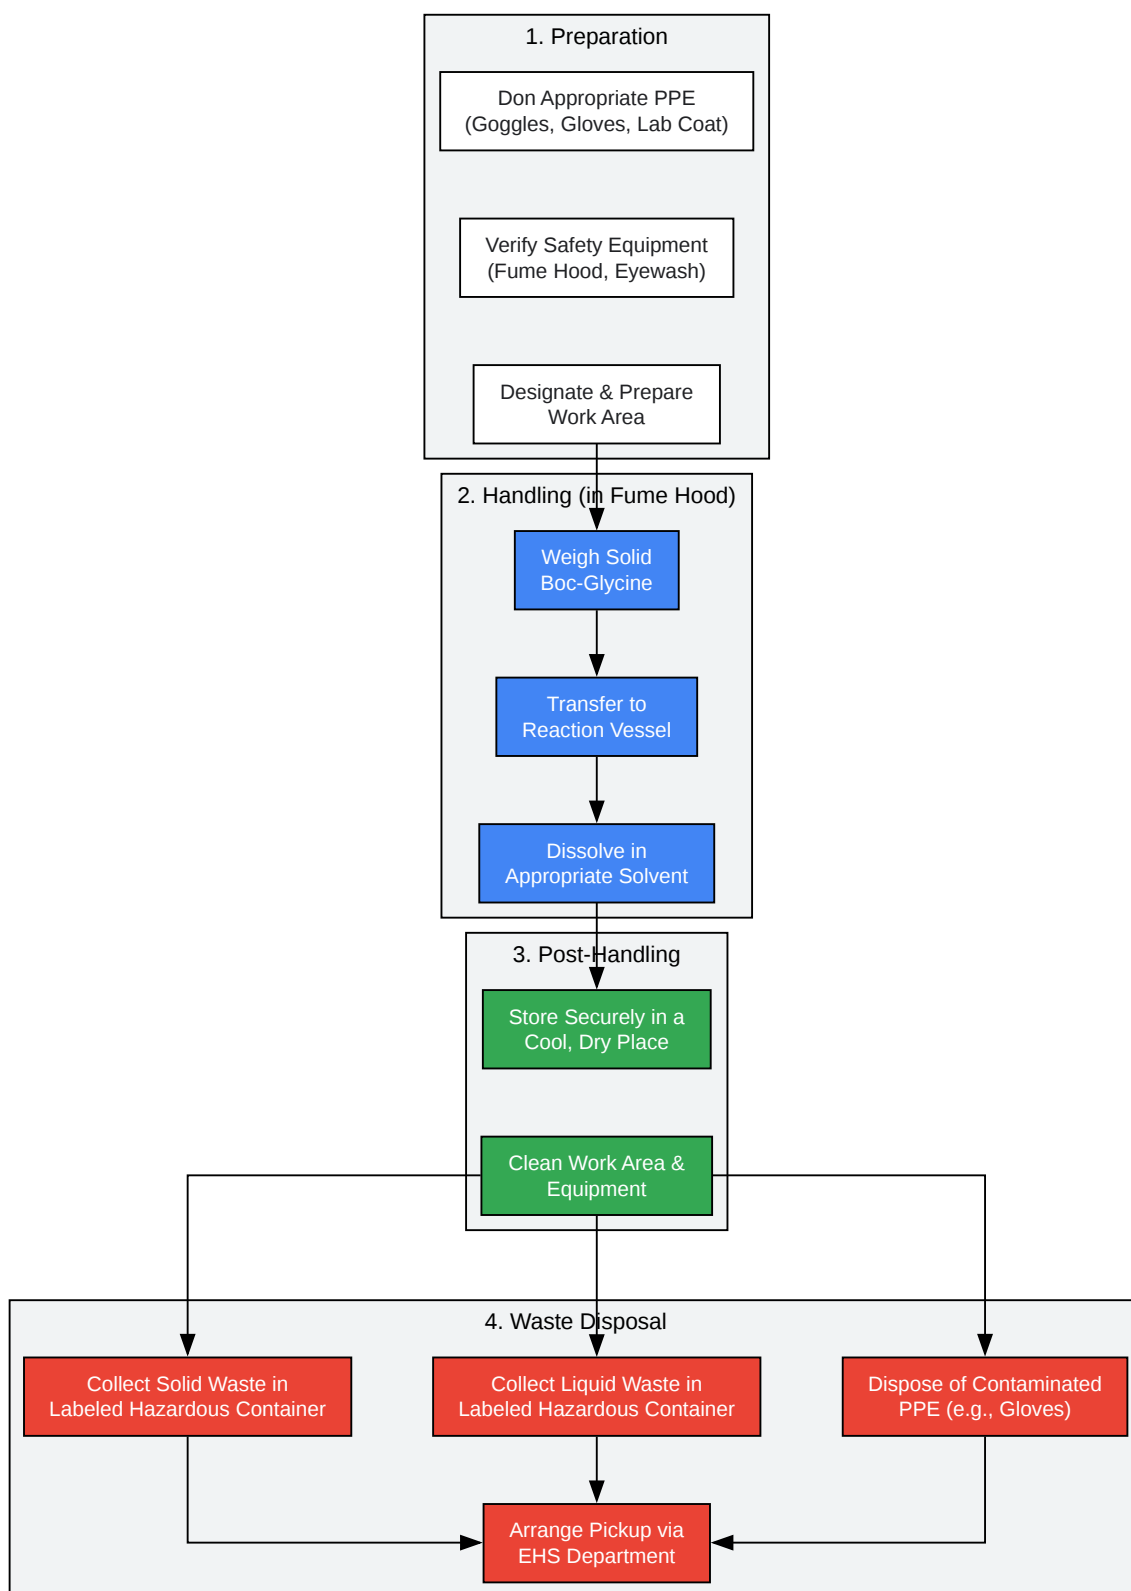 1. Preparation
Don Appropriate PPE
(Goggles, Gloves, Lab Coat)
Verify Safety Equipment
(Fume Hood, Eyewash)
Designate & Prepare
Work Area
2. Handling (in Fume Hood)
Weigh Solid
Boc-Glycine
Transfer to
Reaction Vessel
Dissolve in
Appropriate Solvent
3. Post-Handling
Store Securely in a
Cool, Dry Place
Clean Work Area &
Equipment
4. Waste Disposal
Collect Solid Waste in
Labeled Hazardous Container
Collect Liquid Waste in
Labeled Hazardous Container
Dispose of Contaminated
PPE (e.g., Gloves)
Arrange Pickup via
EHS Department